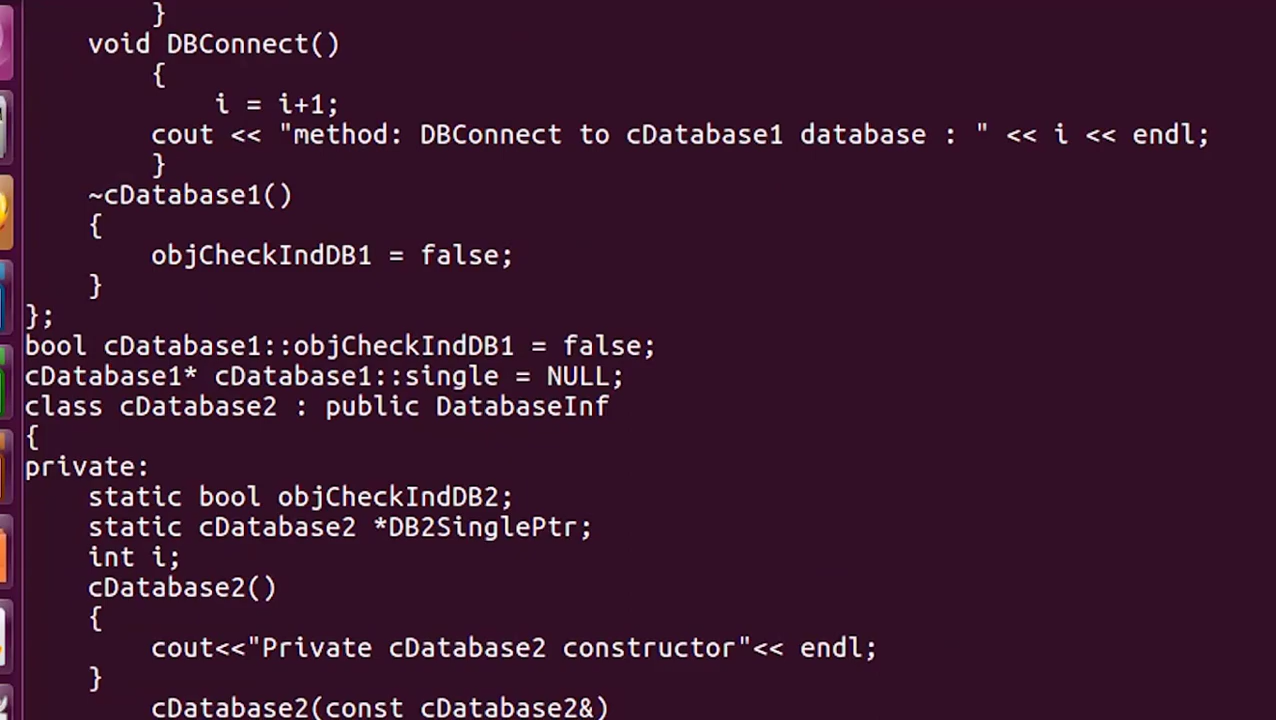 }
void DBConnect()
{
i = i+1;
cout << "method: DBConnect to cDatabase1 database : " << i << endl;
}
~cDatabase1()
{
objCheckIndDB1 = false;
}
};
bool cDatabase1::objCheckIndDB1 = false;
cDatabase1* cDatabase1::single = NULL;
class cDatabase2 : public DatabaseInf
{
private:
static bool objCheckIndDB2;
static cDatabase2 *DB2SinglePtr;
int i;
cDatabase2()
{
cout<<"Private cDatabase2 constructor"<< endl;
}
cDatabase2(const cDatabase2&)